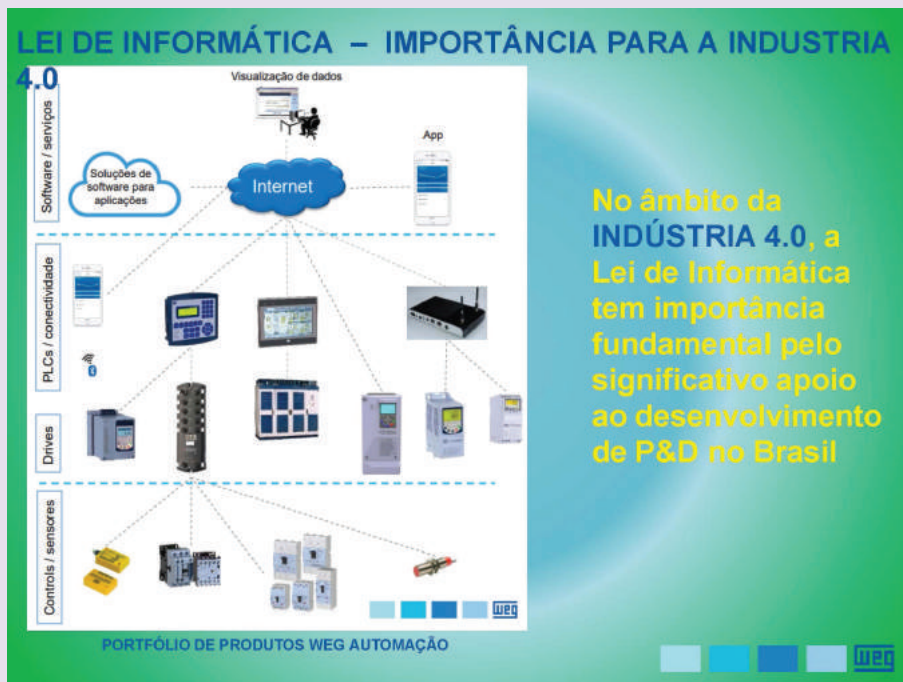 LEI DE INFORMÁTICA – IMPORTÂNCIA PARA A INDUSTRIA
4.0
Visualização de dados
App
Software / serviços
Soluções de
software para
aplicações
Internet
PLCs / conectividade
Drives
Controls / sensores
weg
PORTFÓLIO DE PRODUTOS WEG AUTOMAÇÃO
No âmbito da
INDÚSTRIA 4.0, a
Lei de Informática
tem importância
fundamental pelo
significativo apoio
ao desenvolvimento
de P&D no Brasil
weg